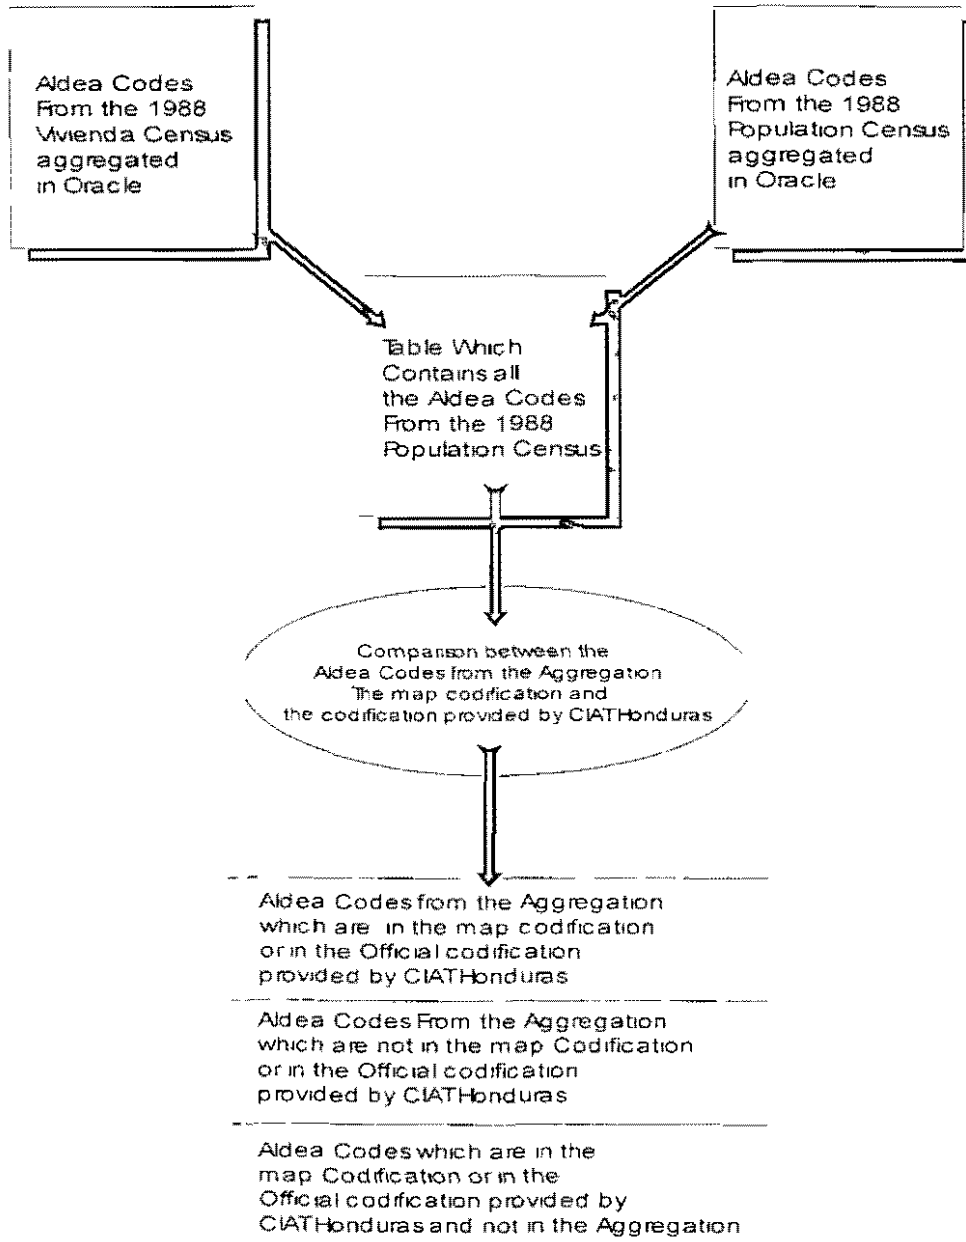 Aldea Codes
From the 1988
Vivienda Census
aggregated
in Oracle
Aldea Codes
From the 1988
Population Census
aggregated
in Oracle
Table Which
Contains all
the Aldea Codes
From the 1988
Population Census
Comparison between the
Aldea Codes from the Aggregation
The map codification and
the codification provided by CIATHonduras
Aldea Codes from the Aggregation
which are in the map codification
or in the Official codification
provided by CIATHonduras
Aldea Codes From the Aggregation
which are not in the map Codification
or in the Official codification
provided by CIATHonduras
Aldea Codes which are in the
map Codification or in the
Official codification provided by
CIATHonduras and not in the Aggregation